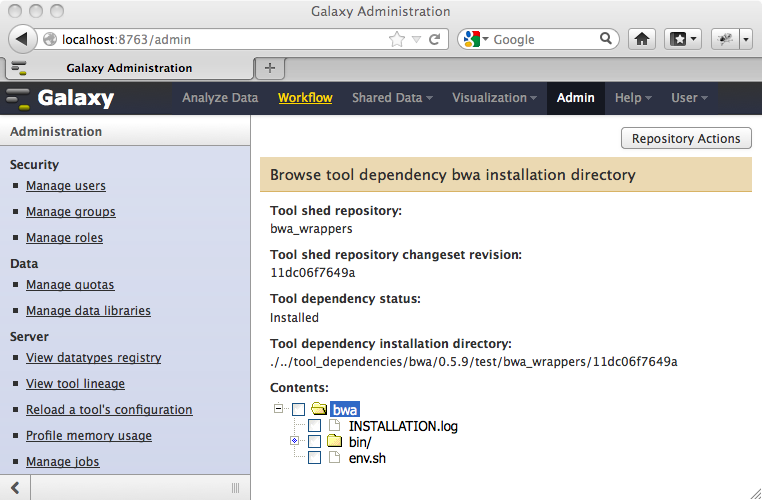 Galaxy Administration
localhost:8763/admin
Google
Galaxy Administration
Galaxy
Analyze Data
Workflow
Shared Data
Visualization
Admin
Help
User
Administration
Security
Manage users
Manage groups
Manage roles
Data
Manage quotas
Manage data libraries
Server
View datatypes registry
View tool lineage
Reload a tool's configuration
Profile memory usage
Manage jobs
Repository Actions
Browse tool dependency bwa installation directory
Tool shed repository:
bwa_wrappers
Tool shed repository changeset revision:
11dc06f7649a
Tool dependency status:
Installed
Tool dependency installation directory:
./../tool_dependencies/bwa/0.5.9/test/bwa_wrappers/11dc06f7649a
Contents:
bwa
INSTALLATION.log
bin/
env.sh